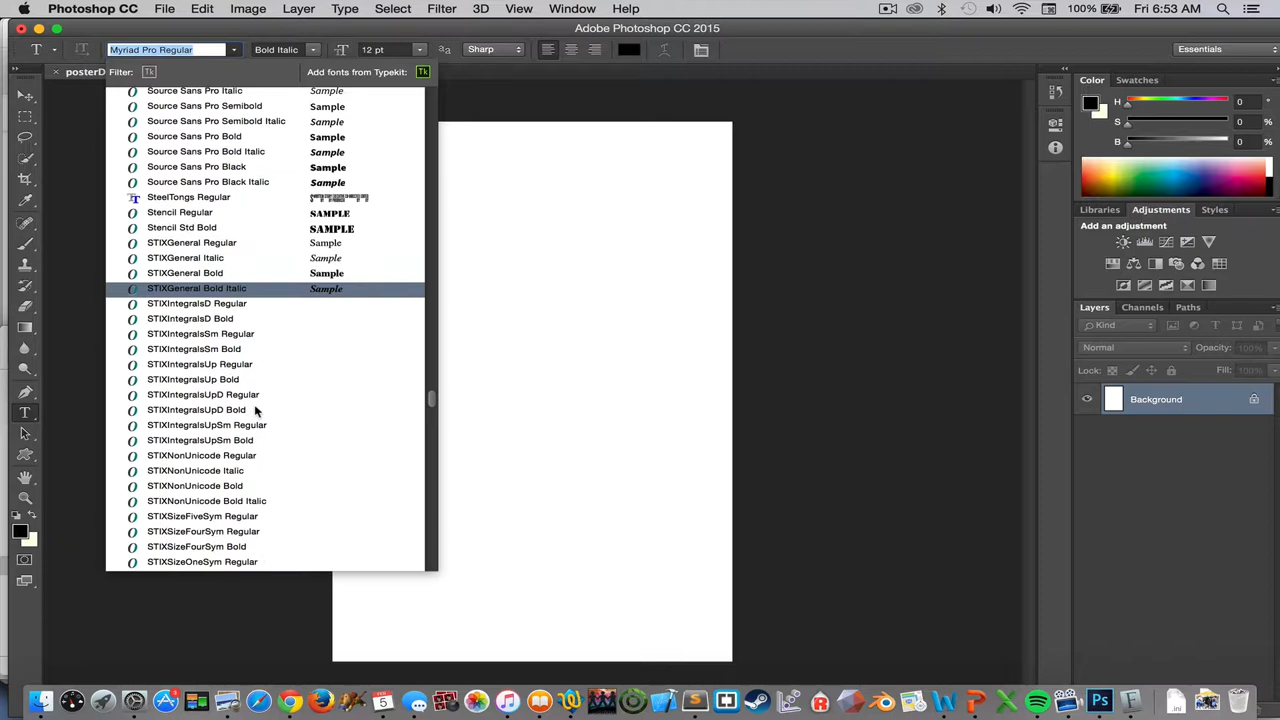 Photoshop CC File Edit Image Layer Type Select Filter 3D View Window Help 100% Fri 6:53 AM
Adobe Photoshop CC 2015
T Myriad Pro Regular Bold Italic 12 pt Sharp Essentials
posterD
Filter: Tk Add fonts from Typekit: Tk
Source Sans Pro Italic Sample
Source Sans Pro Semibold Sample
Source Sans Pro Semibold Italic Sample
Source Sans Pro Bold Sample
Source Sans Pro Bold Italic Sample
Source Sans Pro Black Sample
Source Sans Pro Black Italic Sample
SteelTongs Regular
Stencil Regular SAMPLE
Stencil Std Bold SAMPLE
STIXGeneral Regular Sample
STIXGeneral Italic Sample
STIXGeneral Bold Sample
STIXGeneral Bold Italic Sample
STIXIntegralsD Regular
STIXIntegralsD Bold
STIXIntegralsSm Regular
STIXIntegralsSm Bold
STIXIntegralsUp Regular
STIXIntegralsUp Bold
STIXIntegralsUpD Regular
STIXIntegralsUpD Bold
STIXIntegralsUpSm Regular
STIXIntegralsUpSm Bold
STIXNonUnicode Regular
STIXNonUnicode Italic
STIXNonUnicode Bold
STIXNonUnicode Bold Italic
STIXSizeFiveSym Regular
STIXSizeFourSym Regular
STIXSizeFourSym Bold
STIXSizeOneSym Regular
Color Swatches
H 0 °
S 0 %
B 0 %
Libraries Adjustments Styles
Add an adjustment
Layers Channels Paths
Kind
Normal Opacity: 100%
Lock: Fill: 100%
Background